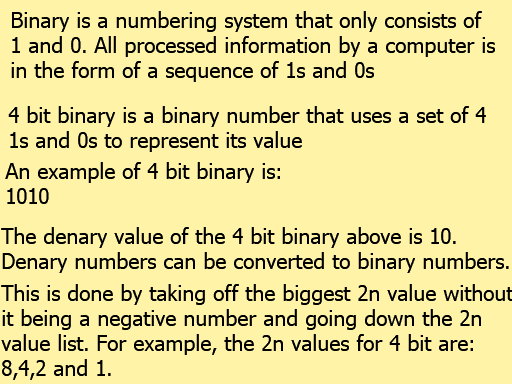 Binary is a numbering system that only consists of
1 and 0. All processed information by a computer is
in the form of a sequence of 1s and 0s
4 bit binary is a binary number that uses a set of 4
1s and 0s to represent its value
An example of 4 bit binary is:
1010
The denary value of the 4 bit binary above is 10.
Denary numbers can be converted to binary numbers.
This is done by taking off the biggest 2n value without
it being a negative number and going down the 2n
value list. For example, the 2n values for 4 bit are:
8,4,2 and 1.